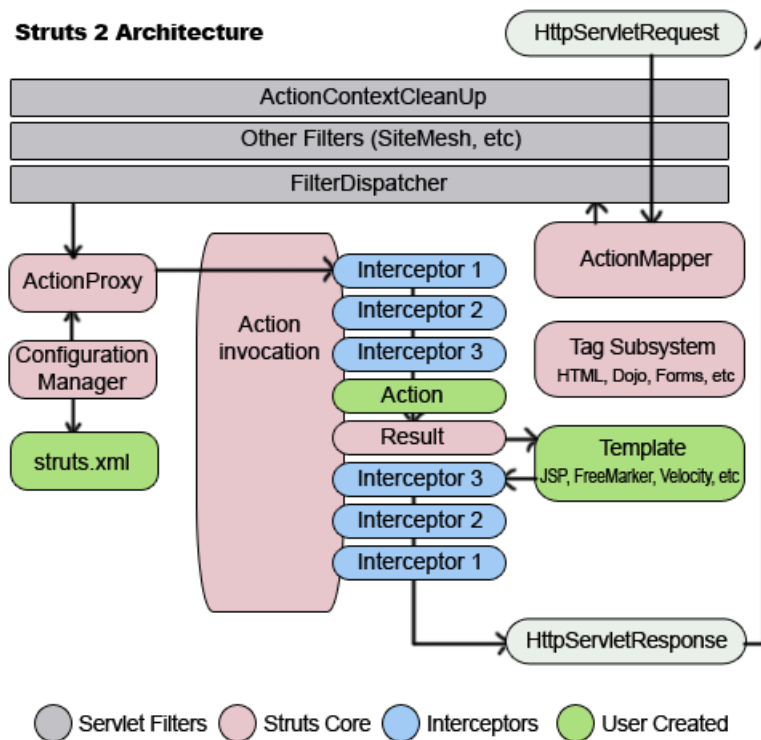 Struts 2 Architecture
HttpServletRequest
ActionContextCleanUp
Other Filters (SiteMesh, etc)
FilterDispatcher
ActionProxy
Configuration
Manager
struts.xml
Action
invocation
Interceptor 1
Interceptor 2
Interceptor 3
Action
Result
Interceptor 3
Interceptor 2
Interceptor 1
ActionMapper
Tag Subsystem
HTML, Dojo, Forms, etc
Template
JSP, FreeMarker, Velocity, etc
HttpServletResponse
Servlet Filters
Struts Core
Interceptors
User Created